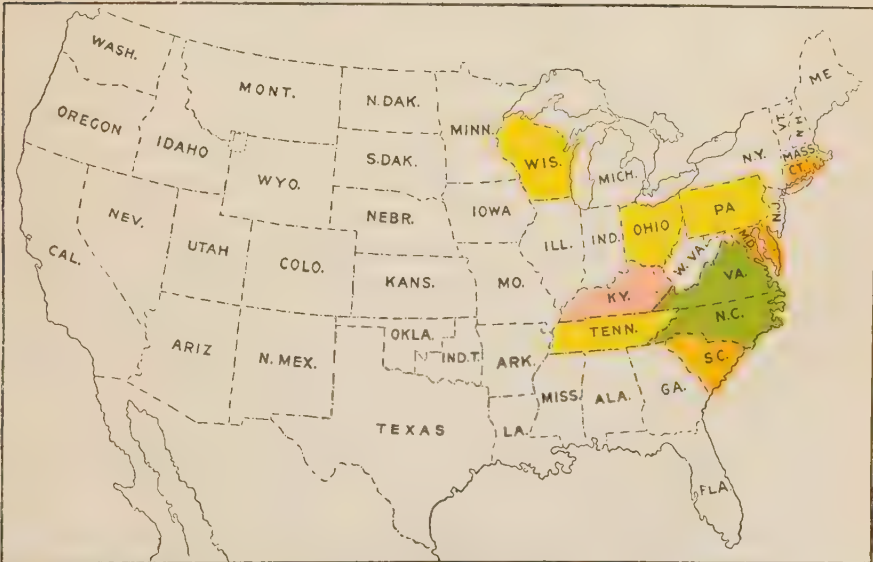 WASH.
MONT.
N.DAK.
MINN.
ME
VT.
N.H.
OREGON
IDAHO
S.DAK.
WIS.
MICH.
N.Y.
MASS.
CT.
WYO.
NEBR.
IOWA
PA
N.J.
NEV.
UTAH
COLO.
ILL.
IND.
OHIO
MD.
W.VA.
VA.
CAL.
KANS.
MO.
KY.
N.C.
ARIZ
N.MEX.
OKLA.
IND.T.
ARK.
TENN.
S.C.
MISS.
ALA.
GA.
TEXAS
LA.
FLA.